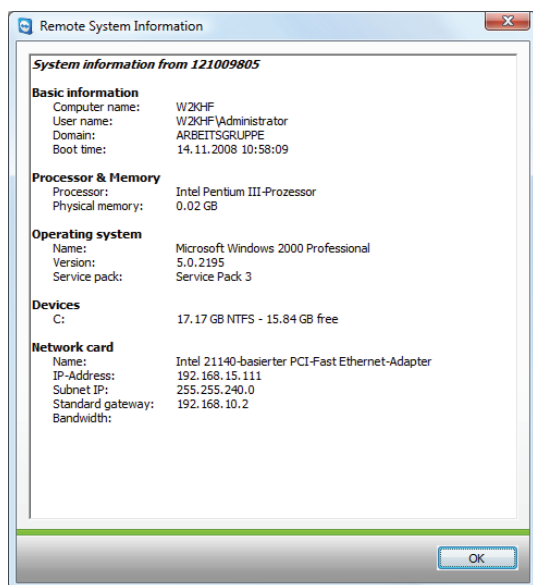 Remote System Information
System information from 121009805
Basic information
Computer name: W2KHF
User name: W2KHF\Administrator
Domain: ARBEITSGRUPPE
Boot time: 14.11.2008 10:58:09
Processor & Memory
Processor: Intel Pentium III-Prozessor
Physical memory: 0.02 GB
Operating system
Name: Microsoft Windows 2000 Professional
Version: 5.0.2195
Service pack: Service Pack 3
Devices
C: 17.17 GB NTFS - 15.84 GB free
Network card
Name: Intel 21140-basierter PCI-Fast Ethernet-Adapter
IP-Address: 192.168.15.111
Subnet IP: 255.255.240.0
Standard gateway: 192.168.10.2
Bandwidth:
OK